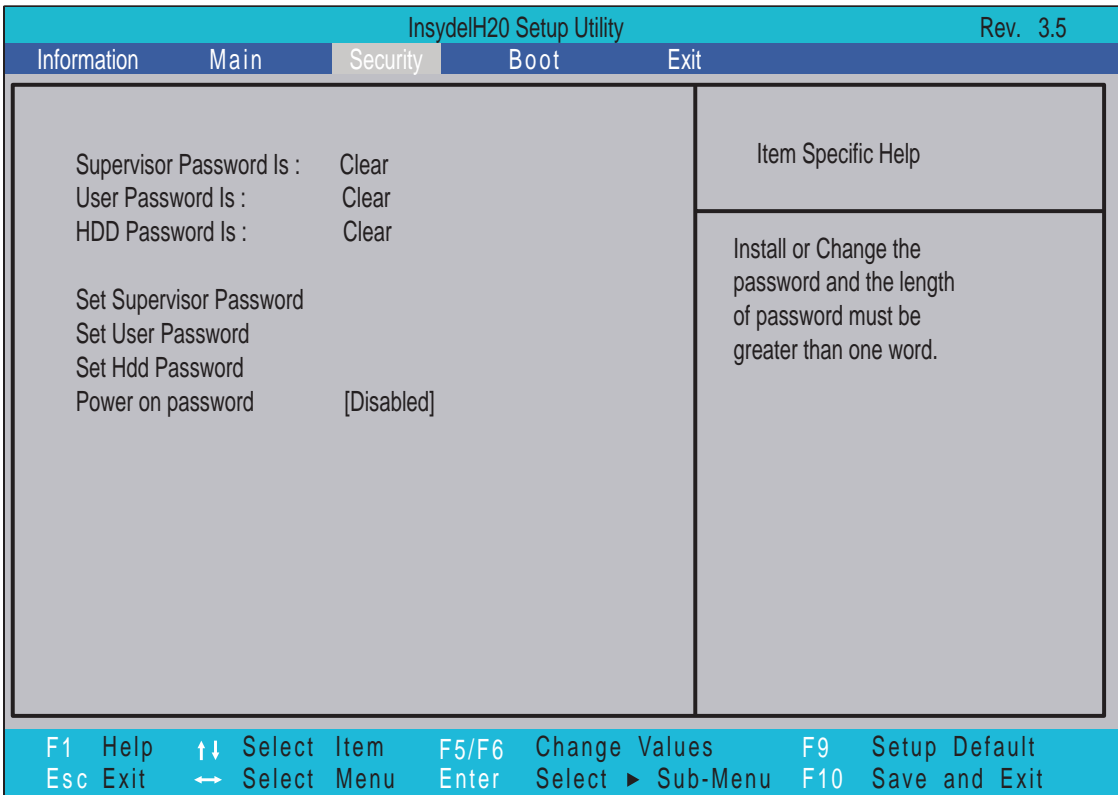 InsydelH20 Setup Utility Rev. 3.5
Information Main Security Boot Exit
Supervisor Password Is : Clear
User Password Is : Clear
HDD Password Is : Clear
Set Supervisor Password
Set User Password
Set Hdd Password
Power on password [Disabled]
Item Specific Help
Install or Change the
password and the length
of password must be
greater than one word.
F1 Help ↑↓ Select Item F5/F6 Change Values F9 Setup Default
Esc Exit ↔ Select Menu Enter Select ► Sub-Menu F10 Save and Exit